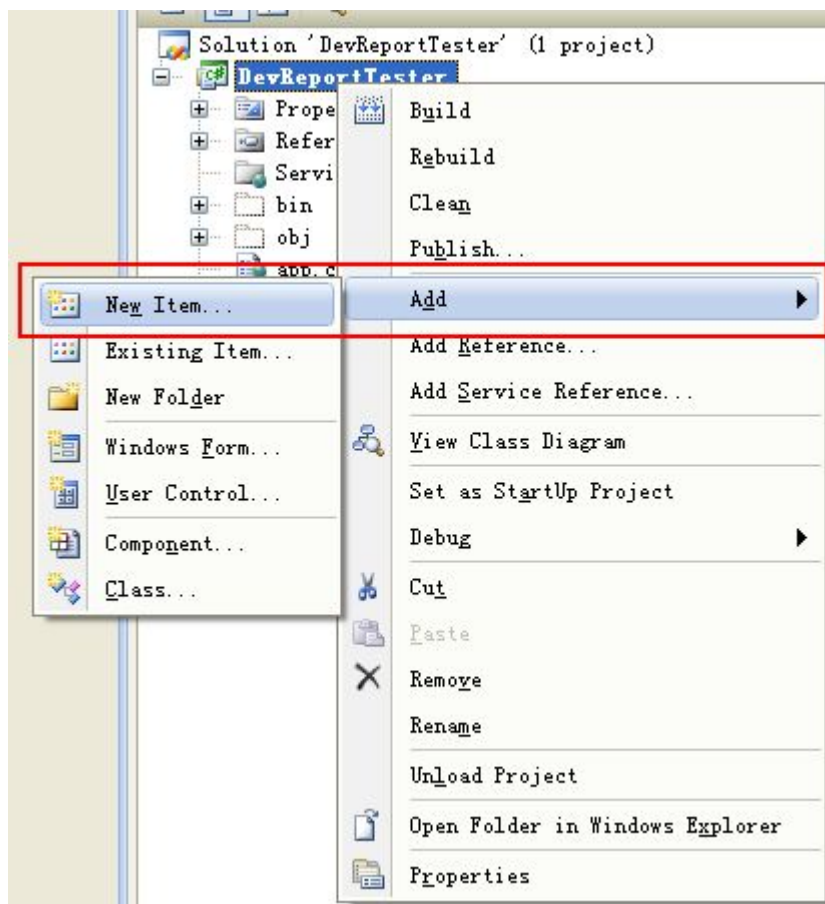 Solution 'DevReportTester' (1 project)
DevReportTester
Prope
Refer
Servi
bin
obj
app.c
Build
Rebuild
Clean
Publish...
Add
Add Reference...
Add Service Reference...
View Class Diagram
Set as StartUp Project
Debug
Cut
Paste
Remove
Rename
Unload Project
Open Folder in Windows Explorer
Properties
New Item...
Existing Item...
New Folder
Windows Form...
User Control...
Component...
Class...